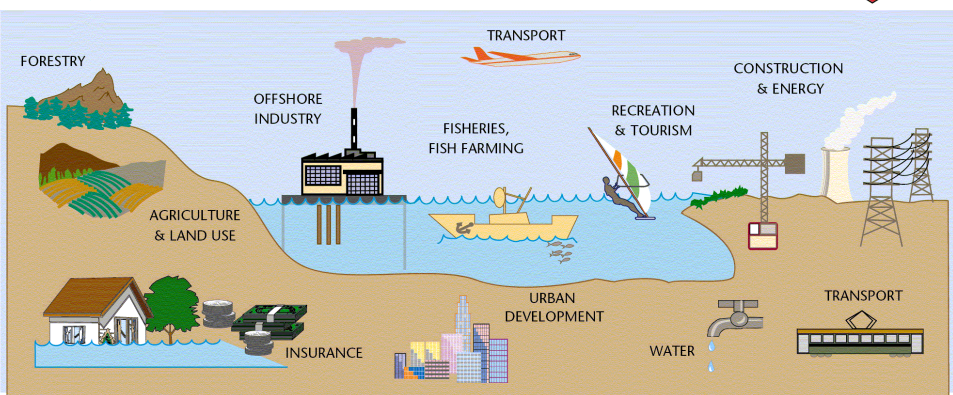 FORESTRY
TRANSPORT
CONSTRUCTION
& ENERGY
OFFSHORE
INDUSTRY
FISHERIES,
FISH FARMING
RECREATION
& TOURISM
AGRICULTURE
& LAND USE
INSURANCE
URBAN
DEVELOPMENT
WATER
TRANSPORT